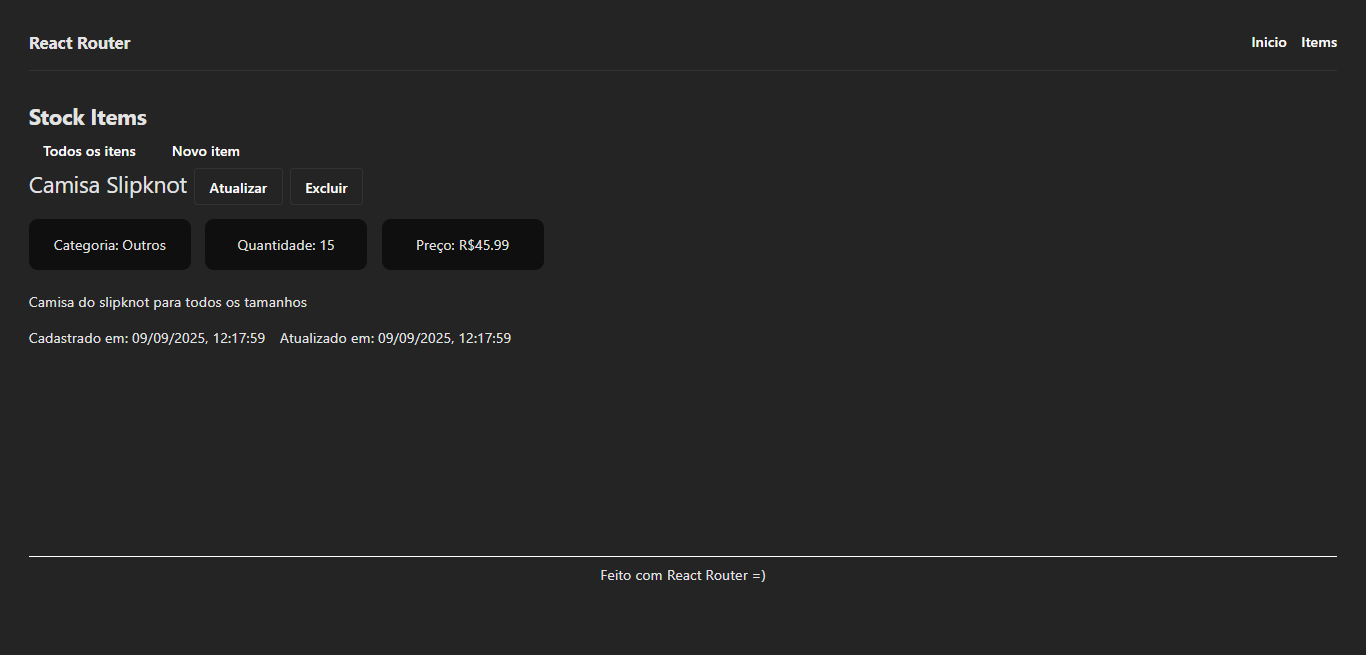 React Router Inicio Items
Stock Items
Todos os itens Novo item
Camisa Slipknot Atualizar Excluir
Categoria: Outros Quantidade: 15 Preço: R$45.99
Camisa do slipknot para todos os tamanhos
Cadastrado em: 09/09/2025, 12:17:59 Atualizado em: 09/09/2025, 12:17:59
Feito com React Router =)